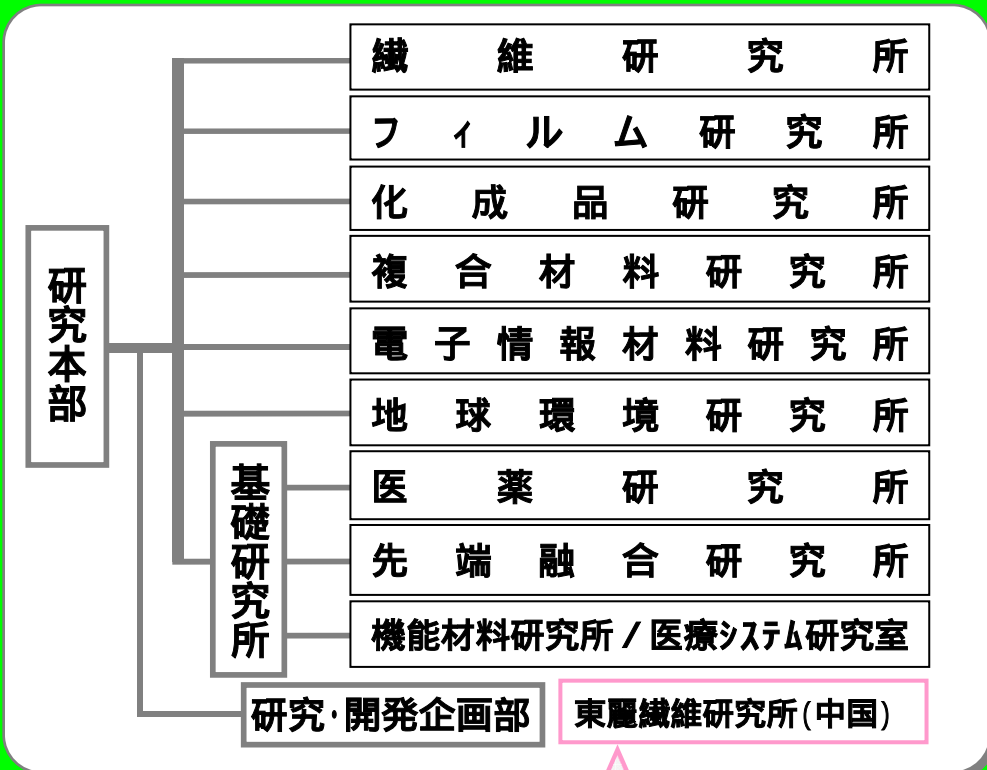 研究本部
繊維研究所
フィルム研究所
化成品研究所
複合材料研究所
電子情報材料研究所
地球環境研究所
基礎研究所
医薬研究所
先端融合研究所
機能材料研究所/医療ｼｽﾃﾑ研究室
研究･開発企画部
東麗繊維研究所(中国)